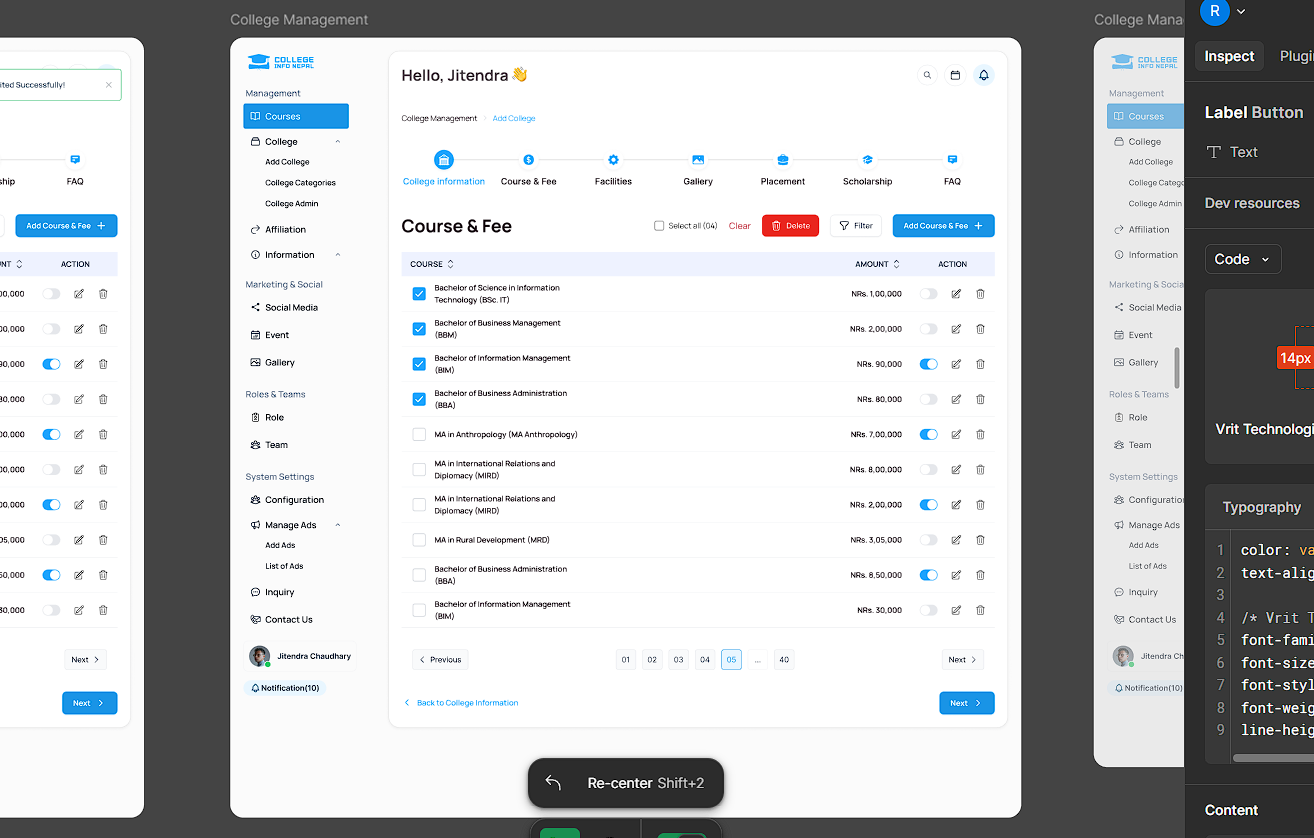 College Management
College Mana
R
Inspect
Plugi
Label Button
Text
Dev resources
Code
14px
Vrit Technologi
Typography
1 color: va
2 text-alig
3
4 /* Vrit T
5 font-fami
6 font-size
7 font-styl
8 font-weig
9 line-heig
Content
ited Successfully!
ship
FAQ
Add Course & Fee +
NT
ACTION
00,000
00,000
90,000
80,000
00,000
00,000
00,000
05,000
50,000
30,000
Next
Next
COLLEGE
INFO NEPAL
Management
Courses
College
Add College
College Categories
College Admin
Affiliation
Information
Marketing & Social
Social Media
Event
Gallery
Roles & Teams
Role
Team
System Settings
Configuration
Manage Ads
Add Ads
List of Ads
Inquiry
Contact Us
Jitendra Chaudhary
Notification(10)
Hello, Jitendra 👋
College Management
Add College
College information
Course & Fee
Facilities
Gallery
Placement
Scholarship
FAQ
Course & Fee
Select all (04)
Clear
Delete
Filter
Add Course & Fee +
COURSE
AMOUNT
ACTION
Bachelor of Science in Information
Technology (BSc. IT)
NRs. 1,00,000
Bachelor of Business Management
(BBM)
NRs. 2,00,000
Bachelor of Information Management
(BIM)
NRs. 90,000
Bachelor of Business Administration
(BBA)
NRs. 80,000
MA in Anthropology (MA Anthropology)
NRs. 7,00,000
MA in International Relations and
Diplomacy (MIRD)
NRs. 8,00,000
MA in International Relations and
Diplomacy (MIRD)
NRs. 2,00,000
MA in Rural Development (MRD)
NRs. 3,05,000
Bachelor of Business Administration
(BBA)
NRs. 8,50,000
Bachelor of Information Management
(BIM)
NRs. 30,000
Previous
01 02 03 04 05 ... 40
Next
Back to College Information
Next
Re-center Shift+2
COLLEGE
INFO NEPAL
Management
Courses
College
Add College
College Categ
College Admin
Affiliation
Information
Marketing & Socia
Social Media
Event
Gallery
Roles & Teams
Role
Team
System Settings
Configuratio
Manage Ads
Add Ads
List of Ads
Inquiry
Contact Us
Jitendra Ch
Notification(10)